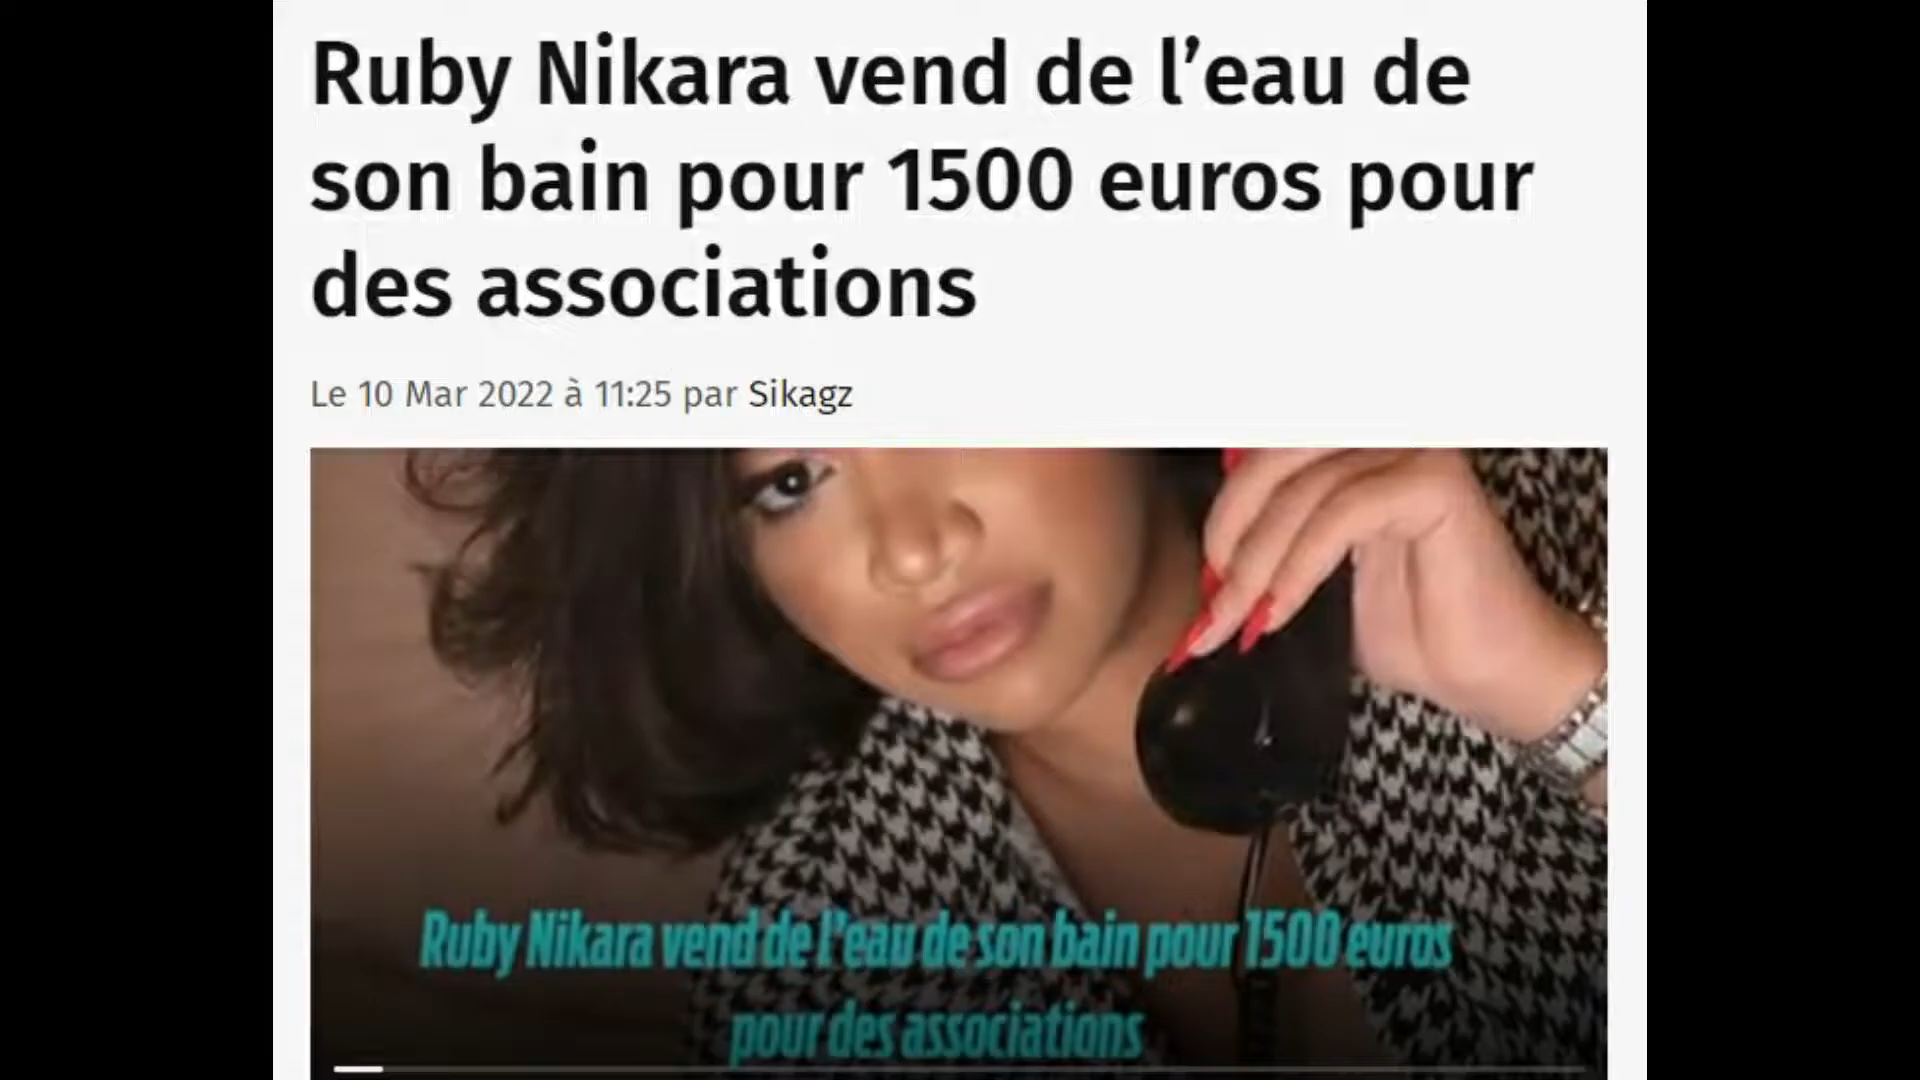 Ruby Nikara vend de l’eau de
son bain pour 1500 euros pour
des associations
Le 10 Mar 2022 à 11:25 par Sikagz
Ruby Nikara vend de l'eau de son bain pour 1500 euros
pour des associations